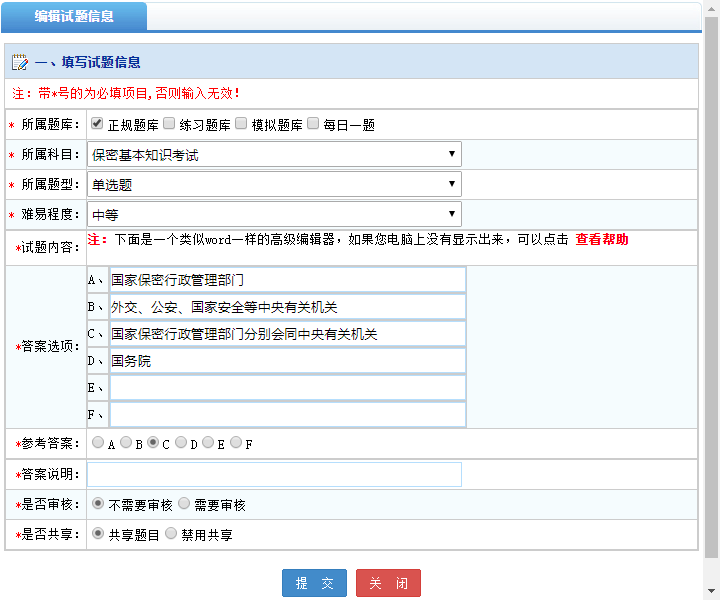 编辑试题信息
一、填写试题信息
注：带*号的为必填项目,否则输入无效!
* 所属题库: 正规题库 练习题库 模拟题库 每日一题
* 所属科目: 保密基本知识考试
* 所属题型: 单选题
* 难易程度: 中等
*试题内容: 注：下面是一个类似word一样的高级编辑器，如果您电脑上没有显示出来，可以点击 查看帮助
*答案选项:
A、国家保密行政管理部门
B、外交、公安、国家安全等中央有关机关
C、国家保密行政管理部门分别会同中央有关机关
D、国务院
E、
F、
*参考答案: A B C D E F
*答案说明:
*是否审核: 不需要审核 需要审核
*是否共享: 共享题目 禁用共享
提 交 关 闭